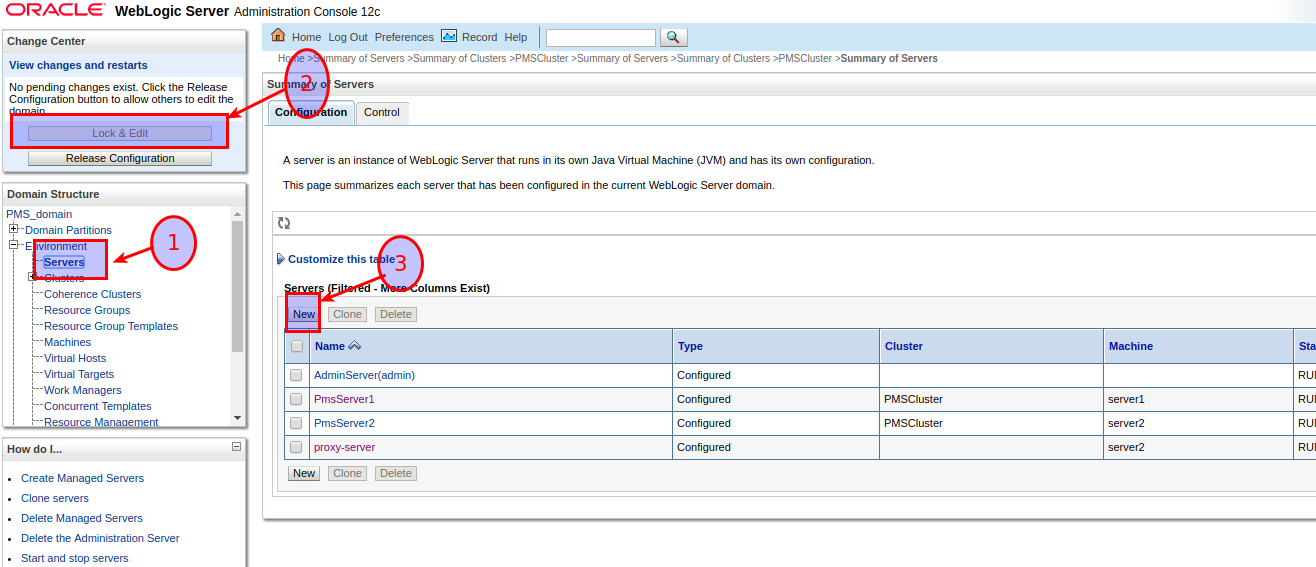 ORACLE WebLogic Server Administration Console 12c
Change Center
View changes and restarts
No pending changes exist. Click the Release
Configuration button to allow others to edit the
domain.
Lock & Edit
Release Configuration
Domain Structure
PMS_domain
Domain Partitions
Environment
Servers
Clusters
Coherence Clusters
Resource Groups
Resource Group Templates
Machines
Virtual Hosts
Virtual Targets
Work Managers
Concurrent Templates
Resource Management
1
How do I...
Create Managed Servers
Clone servers
Delete Managed Servers
Delete the Administration Server
Start and stop servers
Home Log Out Preferences Record Help
Home >Summary of Servers >Summary of Clusters >PMSCluster >Summary of Servers >Summary of Clusters >PMSCluster >Summary of Servers
2
Summary of Servers
Configuration Control
A server is an instance of WebLogic Server that runs in its own Java Virtual Machine (JVM) and has its own configuration.
This page summarizes each server that has been configured in the current WebLogic Server domain.
Customize this table
3
Servers (Filtered - More Columns Exist)
New Clone Delete
Name Type Cluster Machine Sta
AdminServer(admin) Configured RU
PmsServer1 Configured PMSCluster server1 RU
PmsServer2 Configured PMSCluster server2 RU
proxy-server Configured server2 RU
New Clone Delete